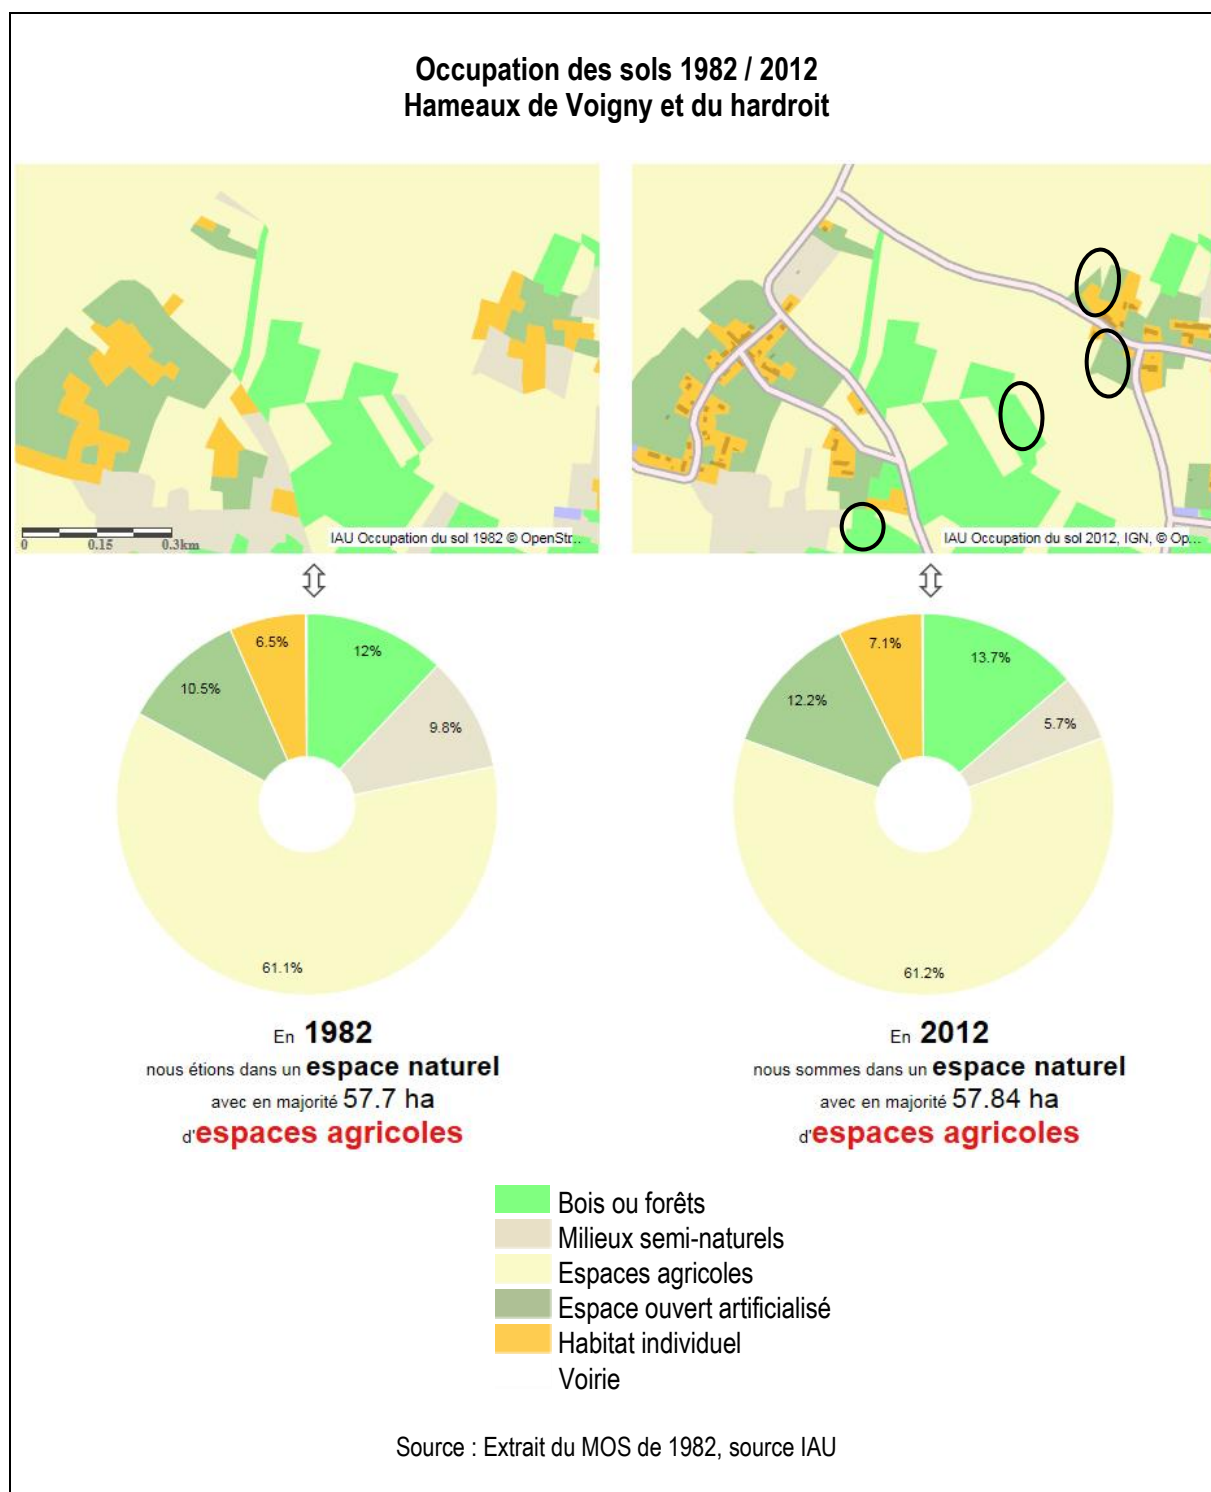 Occupation des sols 1982 / 2012
Hameaux de Voigny et du hardroit
0 0.15 0.3km
IAU Occupation du sol 1982 © OpenStr...
IAU Occupation du sol 2012, IGN, © Op...
6.5%
12%
10.5%
9.8%
61.1%
7.1%
13.7%
12.2%
5.7%
61.2%
En 1982
nous étions dans un espace naturel
avec en majorité 57.7 ha
d'espaces agricoles
En 2012
nous sommes dans un espace naturel
avec en majorité 57.84 ha
d'espaces agricoles
Bois ou forêts
Milieux semi-naturels
Espaces agricoles
Espace ouvert artificialisé
Habitat individuel
Voirie
Source : Extrait du MOS de 1982, source IAU